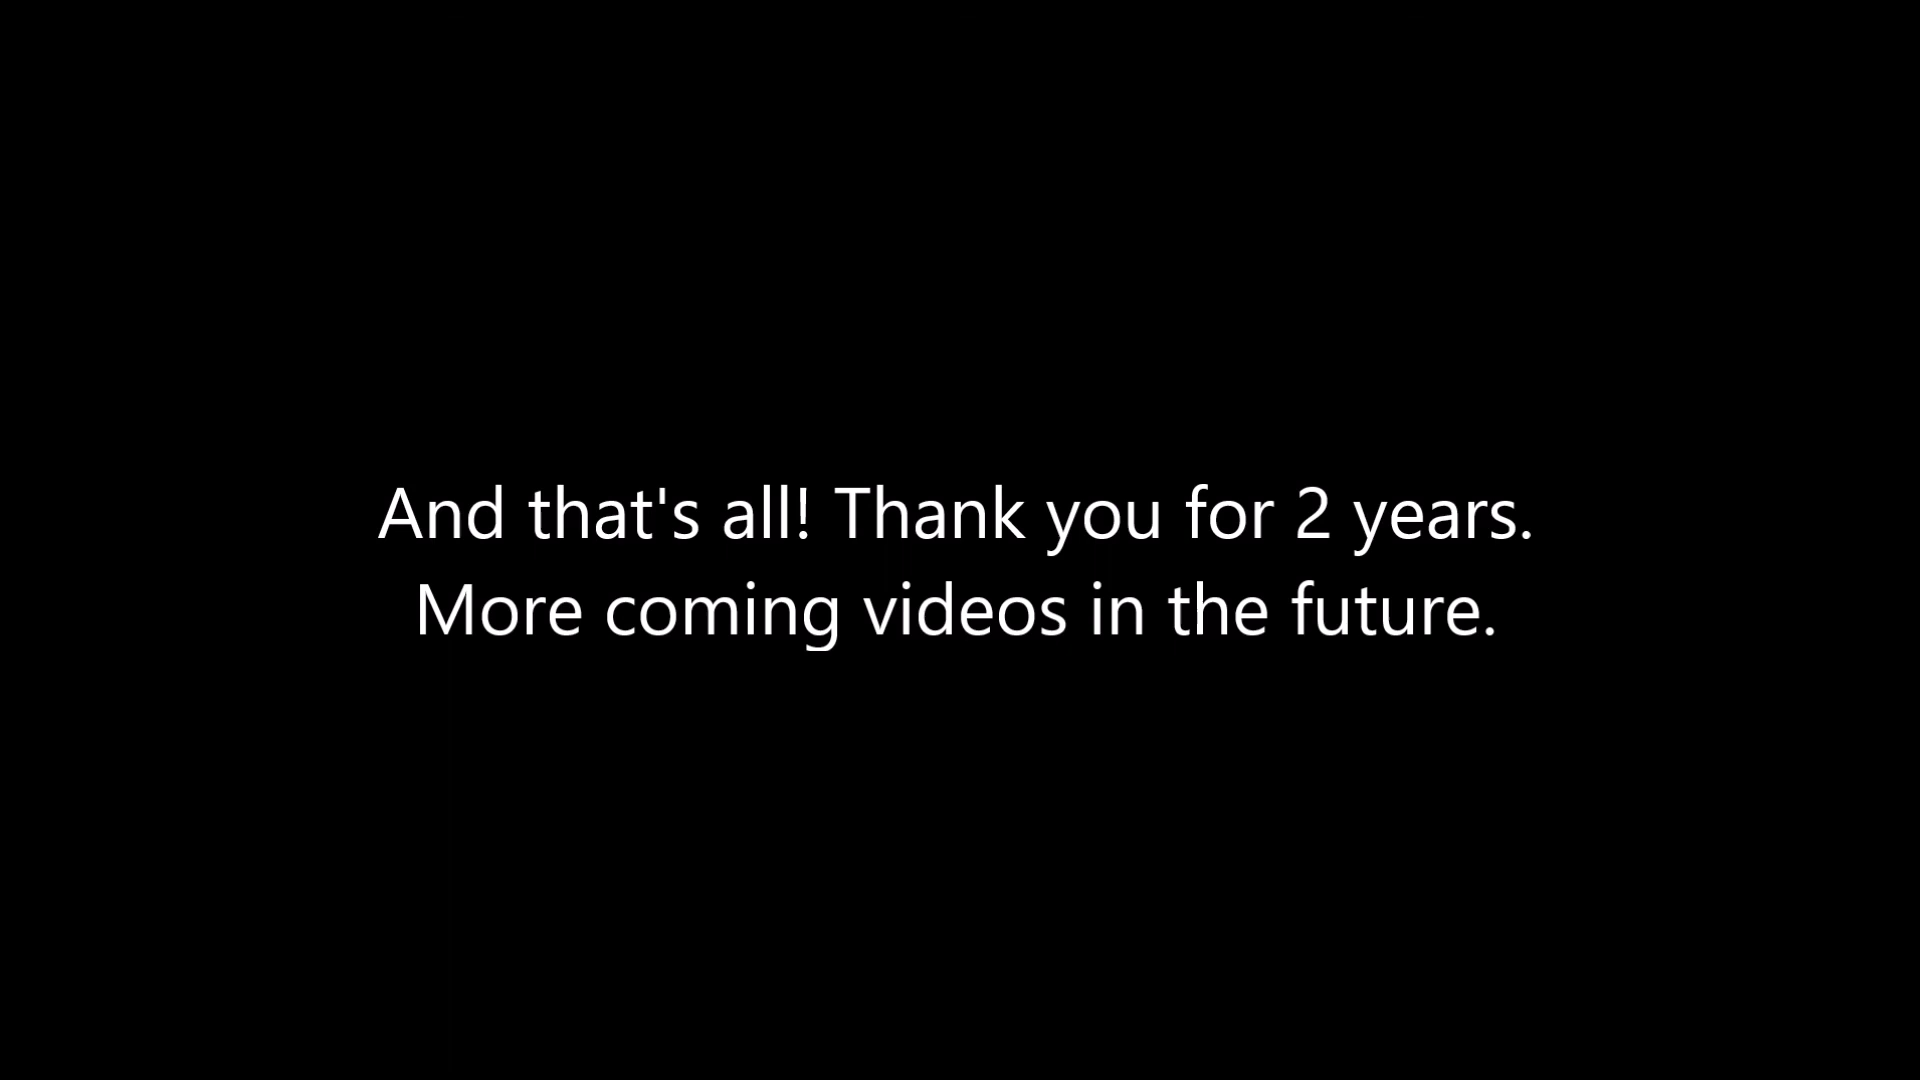 And that's all! Thank you for 2 years.
More coming videos in the future.